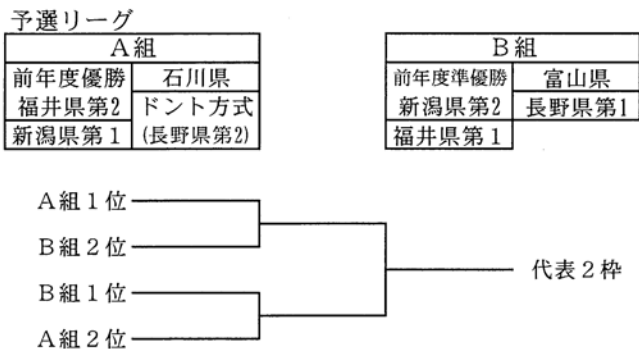 予選リーグ
A組
前年度優勝 石川県
福井県第2 ドント方式
新潟県第1 (長野県第2)
B組
前年度準優勝 富山県
新潟県第2 長野県第1
福井県第1
A組1位
B組2位
B組1位
A組2位
代表2枠